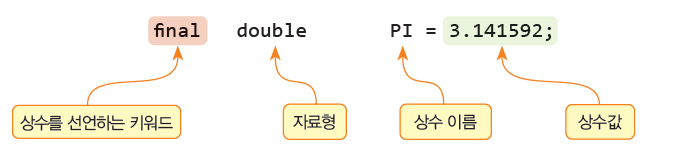 final double PI = 3.141592;
상수를 선언하는 키워드
자료형
상수 이름
상수값